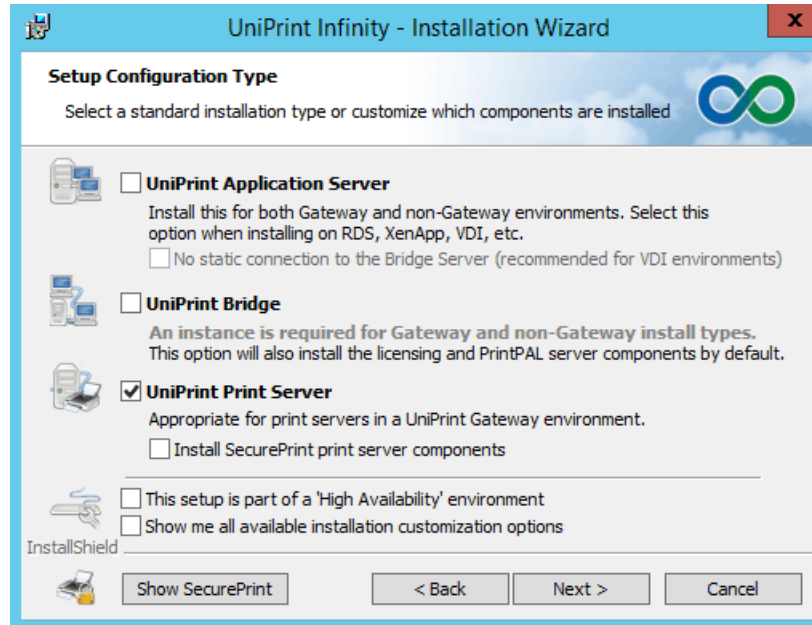 UniPrint Infinity - Installation Wizard
x
Setup Configuration Type
Select a standard installation type or customize which components are installed
UniPrint Application Server
Install this for both Gateway and non-Gateway environments. Select this
option when installing on RDS, XenApp, VDI, etc.
No static connection to the Bridge Server (recommended for VDI environments)
UniPrint Bridge
An instance is required for Gateway and non-Gateway install types.
This option will also install the licensing and PrintPAL server components by default.
UniPrint Print Server
Appropriate for print servers in a UniPrint Gateway environment.
Install SecurePrint print server components
This setup is part of a 'High Availability' environment
Show me all available installation customization options
InstallShield
Show SecurePrint
< Back
Next >
Cancel